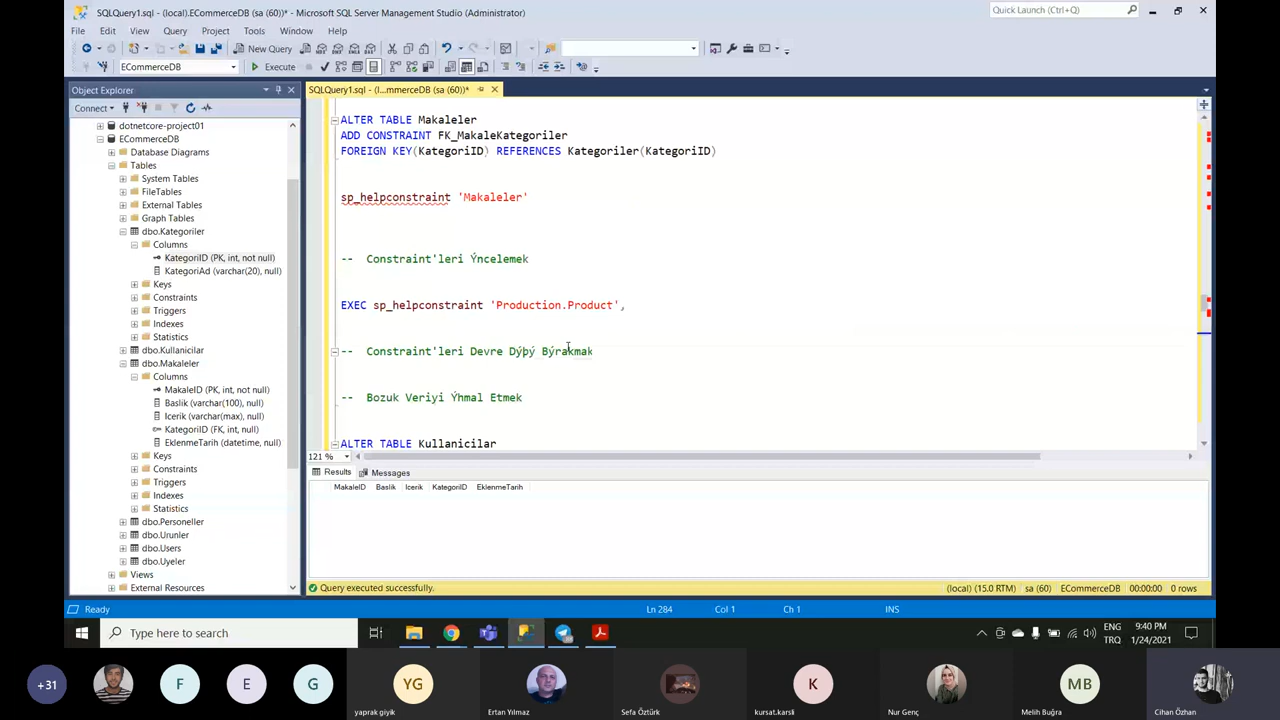 SQLQuery1.sql - (local).ECommerceDB (sa (60))* - Microsoft SQL Server Management Studio (Administrator)
Quick Launch (Ctrl+Q)
File Edit View Query Project Tools Window Help
New Query
ECommerceDB
Execute
Object Explorer
SQLQuery1.sql - (l...mmerceDB (sa (60))*
Connect
dotnetcore-project01
ECommerceDB
Database Diagrams
Tables
System Tables
FileTables
External Tables
Graph Tables
dbo.Kategoriler
Columns
KategoriID (PK, int, not null)
KategoriAd (varchar(20), null)
Keys
Constraints
Triggers
Indexes
Statistics
dbo.Kullanicilar
dbo.Makaleler
Columns
MakaleID (PK, int, not null)
Baslik (varchar(100), null)
Icerik (varchar(max), null)
KategoriID (FK, int, null)
EklenmeTarih (datetime, null)
Keys
Constraints
Triggers
Indexes
Statistics
dbo.Personeller
dbo.Urunler
dbo.Users
dbo.Uyeler
Views
External Resources
ALTER TABLE Makaleler
ADD CONSTRAINT FK_MakaleKategoriler
FOREIGN KEY(KategoriID) REFERENCES Kategoriler(KategoriID)
sp_helpconstraint 'Makaleler'
-- Constraint'leri Ýncelemek
EXEC sp_helpconstraint 'Production.Product',
-- Constraint'leri Devre Dýþý Býrakmak
-- Bozuk Veriyi Ýhmal Etmek
ALTER TABLE Kullanicilar
121 %
Results Messages
MakaleID Baslik Icerik KategoriID EklenmeTarih
Query executed successfully.
(local) (15.0 RTM) sa (60) ECommerceDB 00:00:00 0 rows
Ready
Ln 284 Col 1 Ch 1 INS
Type here to search
ENG
TRQ
9:40 PM
1/24/2021
+31
F
E
G
YG
yaprak giyik
Ertan Yılmaz
Sefa Öztürk
K
kursat.karsli
Nur Genç
MB
Melih Buğra
Cihan Özhan